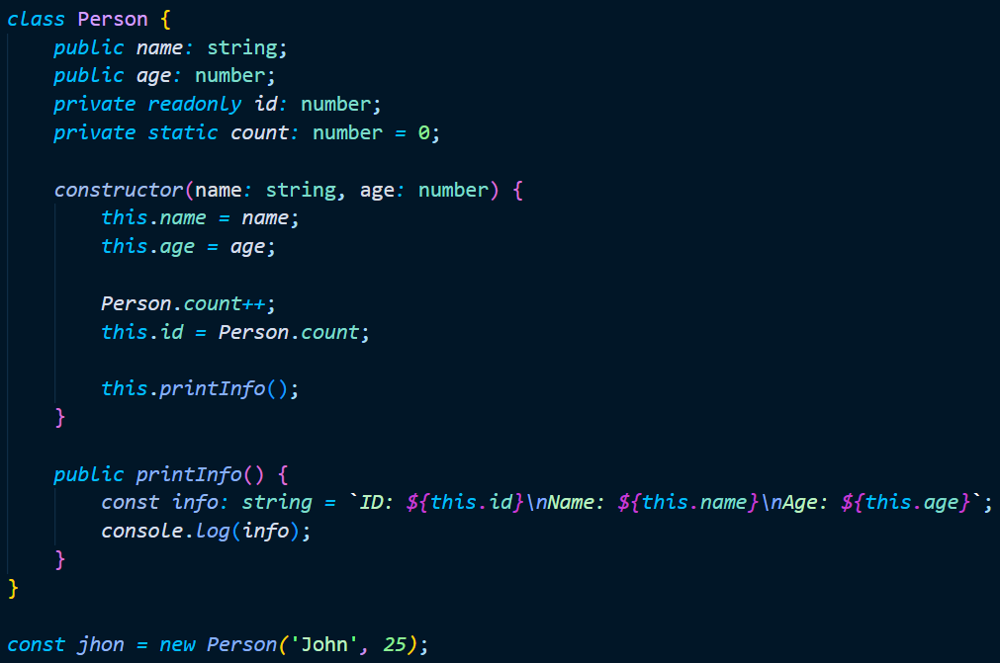 class Person {
    public name: string;
    public age: number;
    private readonly id: number;
    private static count: number = 0;

    constructor(name: string, age: number) {
        this.name = name;
        this.age = age;

        Person.count++;
        this.id = Person.count;

        this.printInfo();
    }

    public printInfo() {
        const info: string = `ID: ${this.id}\nName: ${this.name}\nAge: ${this.age}`;
        console.log(info);
    }
}

const jhon = new Person('John', 25);